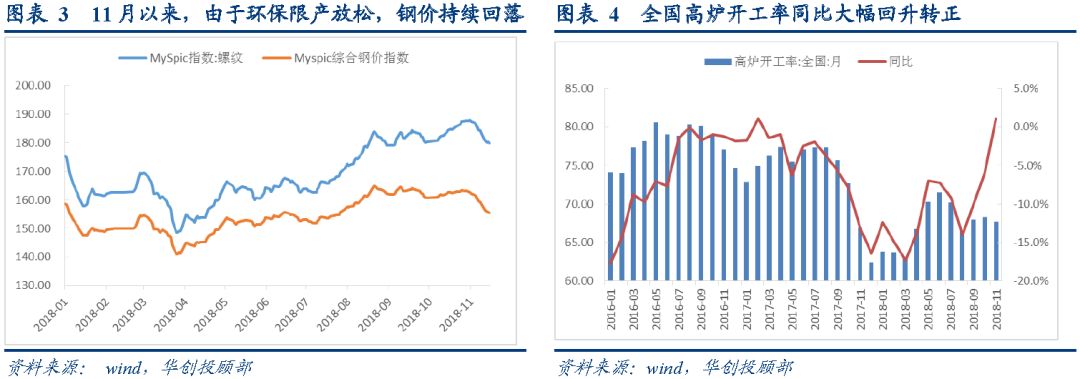 图表 3 11月以来，由于环保限产放松，钢价持续回落
MySpic指数:螺纹 Myspic综合钢价指数
200.00
190.00
180.00
170.00
160.00
150.00
140.00
130.00
2018-01 2018-02 2018-03 2018-04 2018-05 2018-06 2018-07 2018-08 2018-09 2018-10 2018-11
资料来源： wind，华创投顾部
图表 4 全国高炉开工率同比大幅回升转正
高炉开工率:全国:月 同比
85.00
80.00
75.00
70.00
65.00
60.00
5.0%
0.0%
-5.0%
-10.0%
-15.0%
-20.0%
2016-01 2016-03 2016-05 2016-07 2016-09 2016-11 2017-01 2017-03 2017-05 2017-07 2017-09 2017-11 2018-01 2018-03 2018-05 2018-07 2018-09 2018-11
资料来源： wind，华创投顾部